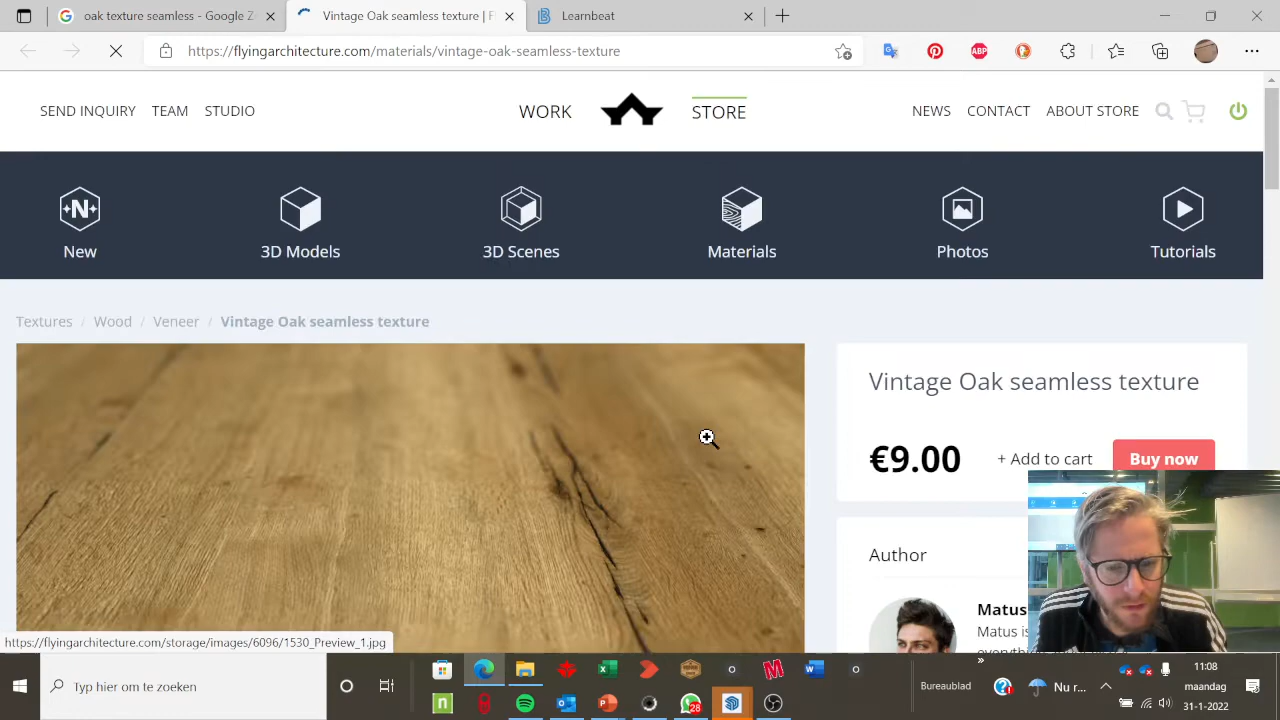 oak texture seamless - Google Z
Vintage Oak seamless texture | F
Learnbeat
https://flyingarchitecture.com/materials/vintage-oak-seamless-texture
ABP
SEND INQUIRY TEAM STUDIO WORK STORE NEWS CONTACT ABOUT STORE
N
New 3D Models 3D Scenes Materials Photos Tutorials
Textures / Wood / Veneer / Vintage Oak seamless texture
Vintage Oak seamless texture
€9.00 + Add to cart Buy now
Author
Matus
Matus is
https://flyingarchitecture.com/storage/images/6096/1530_Preview_1.jpg
Typ hier om te zoeken
Bureaublad
28
Nu r...
11:08
maandag
31-1-2022